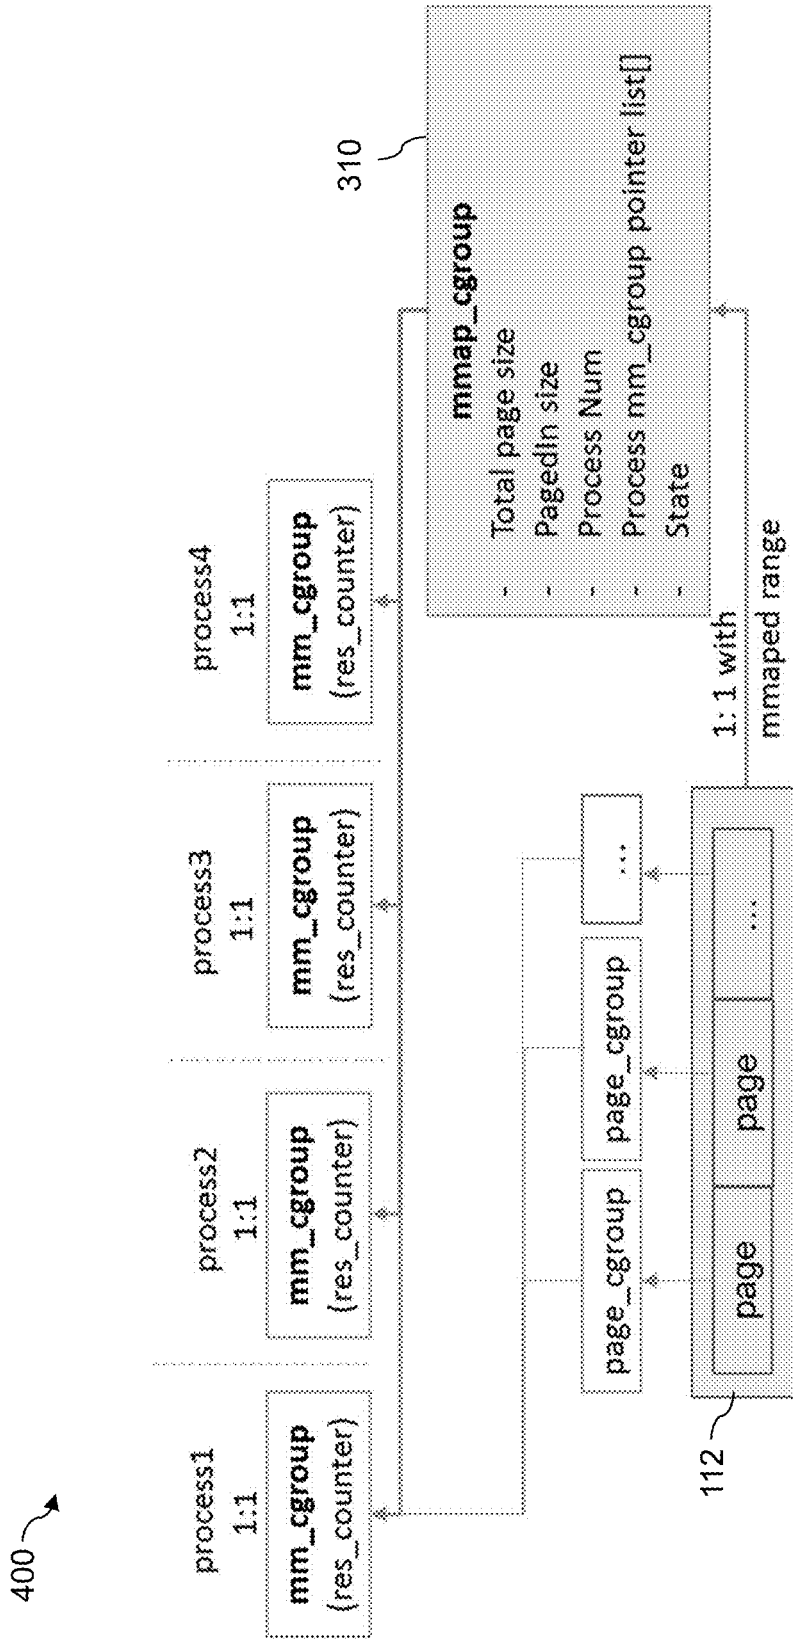 400
process1
1:1
mm_cgroup
(res_counter)
process2
1:1
mm_cgroup
(res_counter)
process3
1:1
mm_cgroup
(res_counter)
process4
1:1
mm_cgroup
(res_counter)
310
mmap_cgroup
- Total page size
- PagedIn size
- Process Num
- Process mm_cgroup pointer list[]
- State
page_cgroup
page_cgroup
...
1: 1 with
mmaped range
112
page
page
...